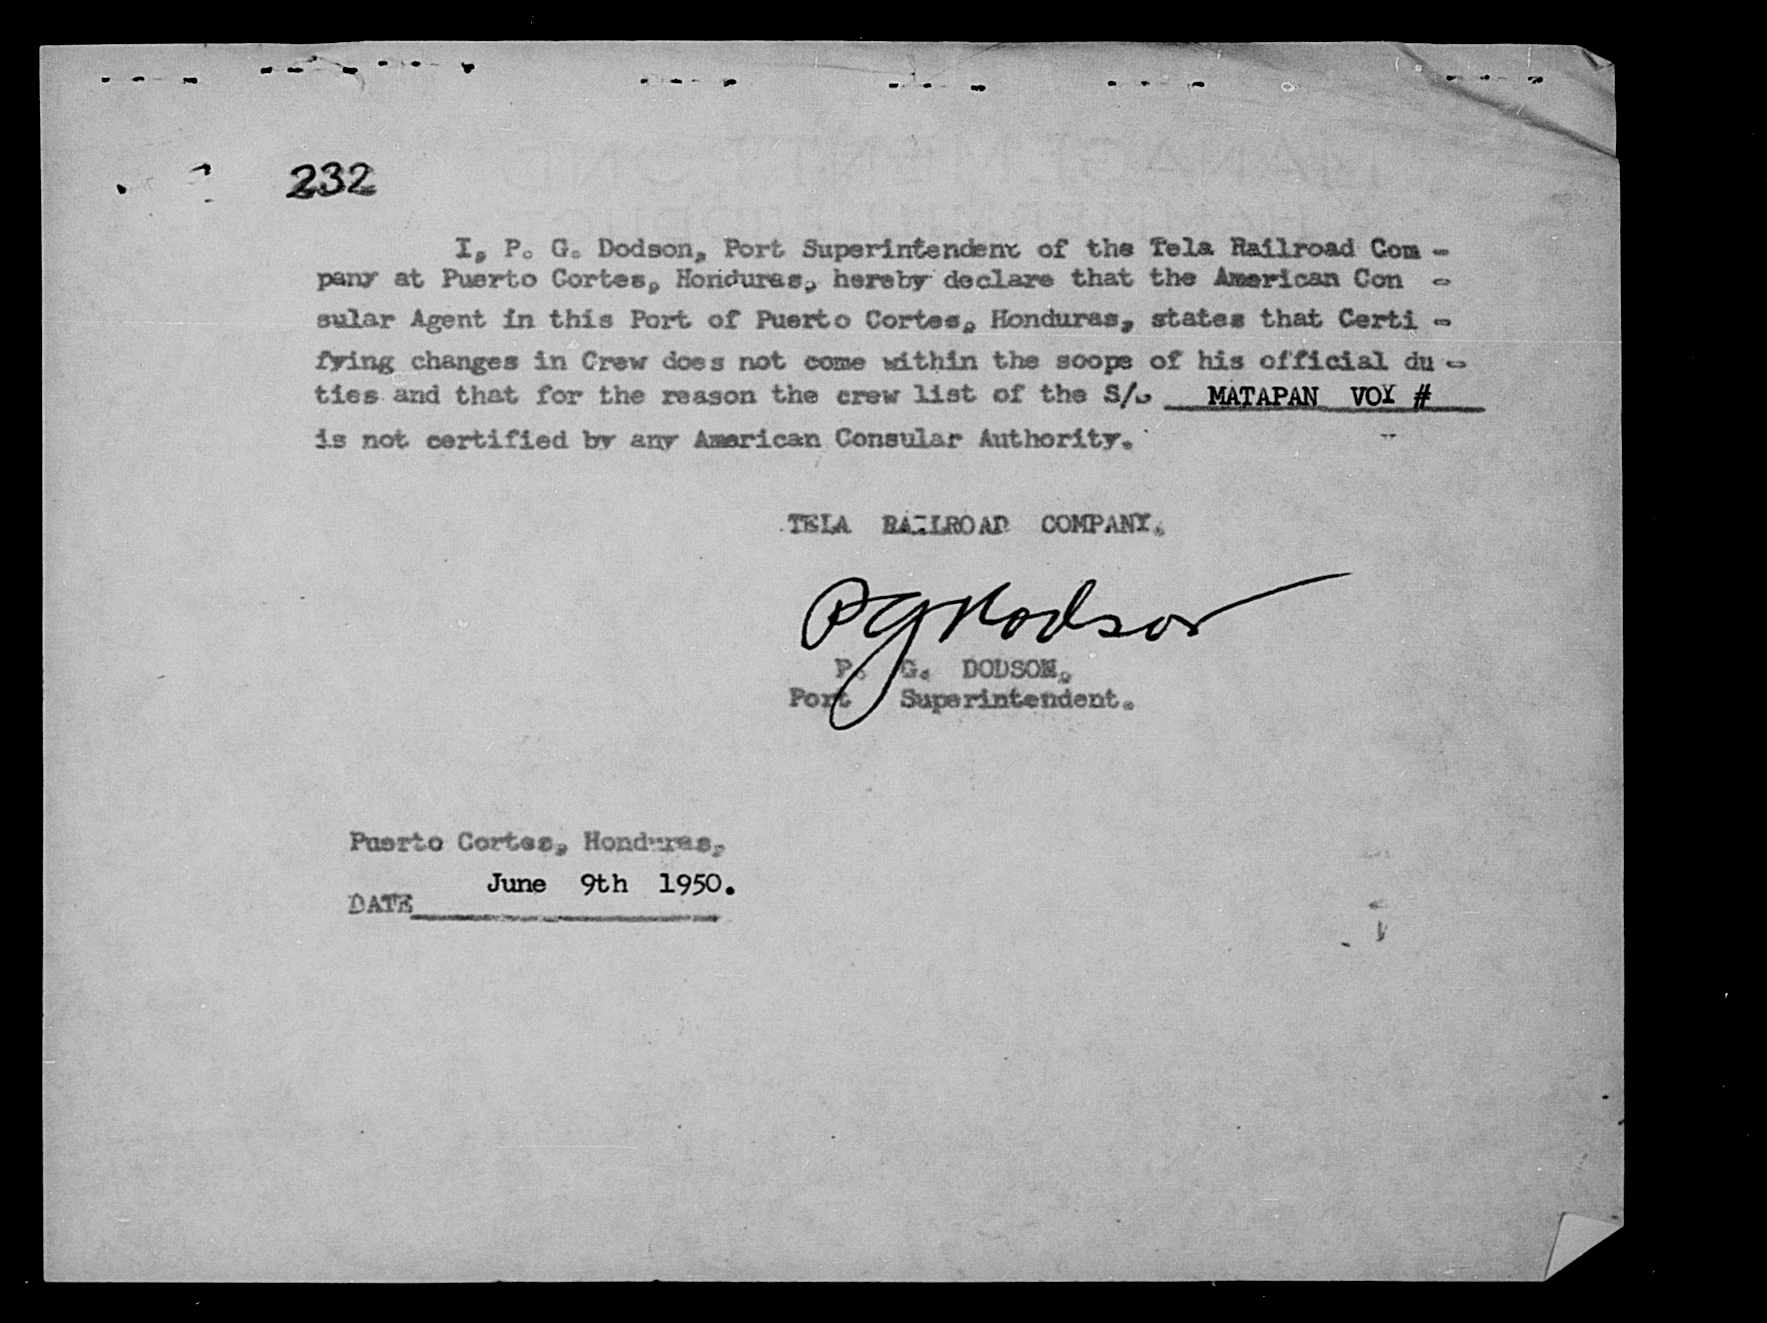 232
I, P. G. Dodson, Port Superintendent of the Tela Railroad Com -
pany at Puerto Cortes, Honduras, hereby declare that the American Con -
sular Agent in this Port of Puerto Cortes, Honduras, states that Certi -
fying changes in Crew does not come within the scope of his official du -
ties and that for the reason the crew list of the S/S MATAPAN VOY #
is not certified by any American Consular Authority.
TELA RAILROAD COMPANY.
P G Dodson
P. G. DODSON,
Port Superintendent.
Puerto Cortes, Honduras,
June 9th 1950.
DATE